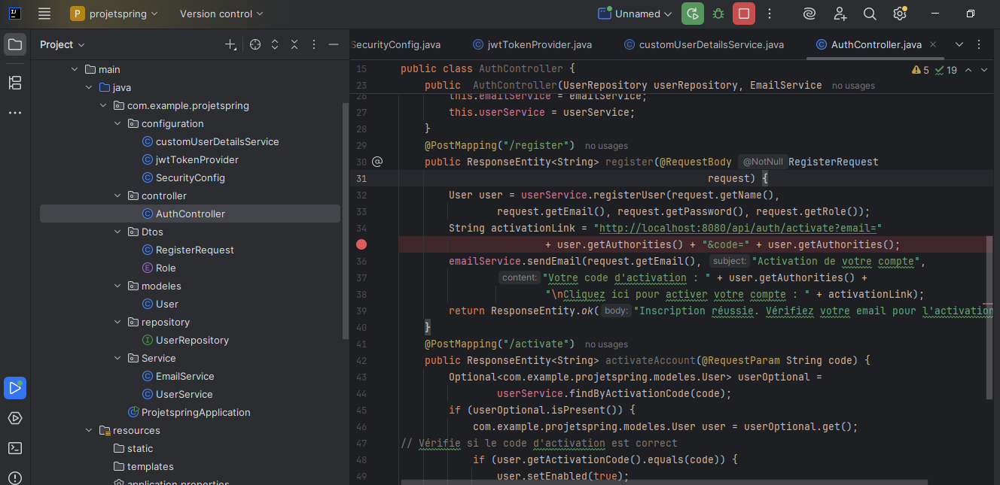 projetspring Version control Unnamed
Project
SecurityConfig.java jwtTokenProvider.java customUserDetailsService.java AuthController.java
main
java
com.example.projetspring
configuration
customUserDetailsService
jwtTokenProvider
SecurityConfig
controller
AuthController
Dtos
RegisterRequest
Role
modeles
User
repository
UserRepository
Service
EmailService
UserService
ProjetspringApplication
resources
static
templates
application.properties
5 19
15 public class AuthController {
23 public AuthController(UserRepository userRepository, EmailService no usages
26 this.emailService = emailService;
27 this.userService = userService;
28 }
29 @PostMapping("/register") no usages
30 public ResponseEntity<String> register(@RequestBody @NotNull RegisterRequest
31 request) {
32 User user = userService.registerUser(request.getName(),
33 request.getEmail(), request.getPassword(), request.getRole());
34 String activationLink = "http://localhost:8080/api/auth/activate?email="
+ user.getAuthorities() + "&code=" + user.getAuthorities();
36 emailService.sendEmail(request.getEmail(), subject: "Activation de votre compte",
37 content: "Votre code d'activation : " + user.getAuthorities() +
38 "\nCliquez ici pour activer votre compte : " + activationLink);
39 return ResponseEntity.ok( body: "Inscription réussie. Vérifiez votre email pour l'activation
40 }
41 @PostMapping("/activate") no usages
42 public ResponseEntity<String> activateAccount(@RequestParam String code) {
43 Optional<com.example.projetspring.modeles.User> userOptional =
44 userService.findByActivationCode(code);
45 if (userOptional.isPresent()) {
46 com.example.projetspring.modeles.User user = userOptional.get();
47 // Vérifie si le code d'activation est correct
48 if (user.getActivationCode().equals(code)) {
49 user.setEnabled(true);